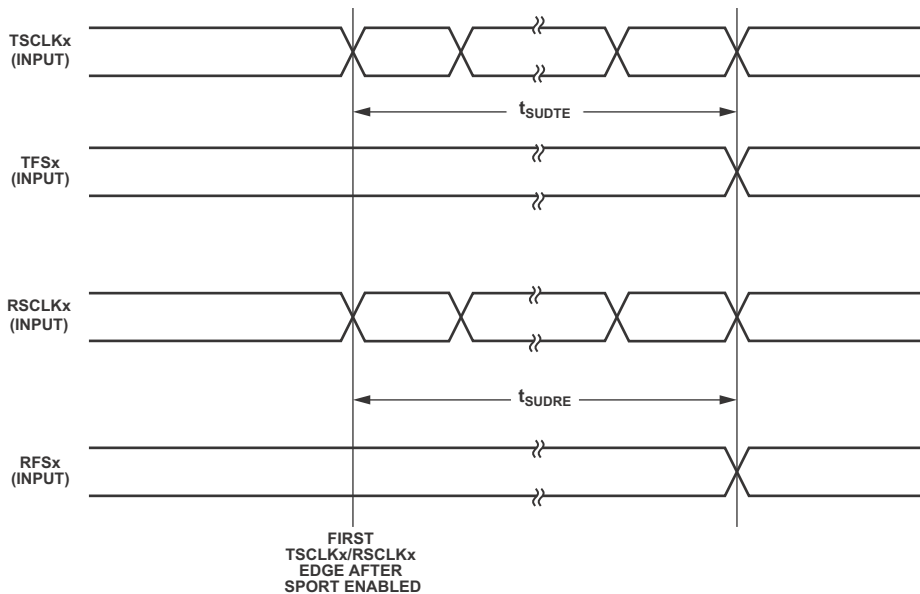 TSCLKx
(INPUT)
tSUDTE
TFSx
(INPUT)
RSCLKx
(INPUT)
tSUDRE
RFSx
(INPUT)
FIRST
TSCLKx/RSCLKx
EDGE AFTER
SPORT ENABLED